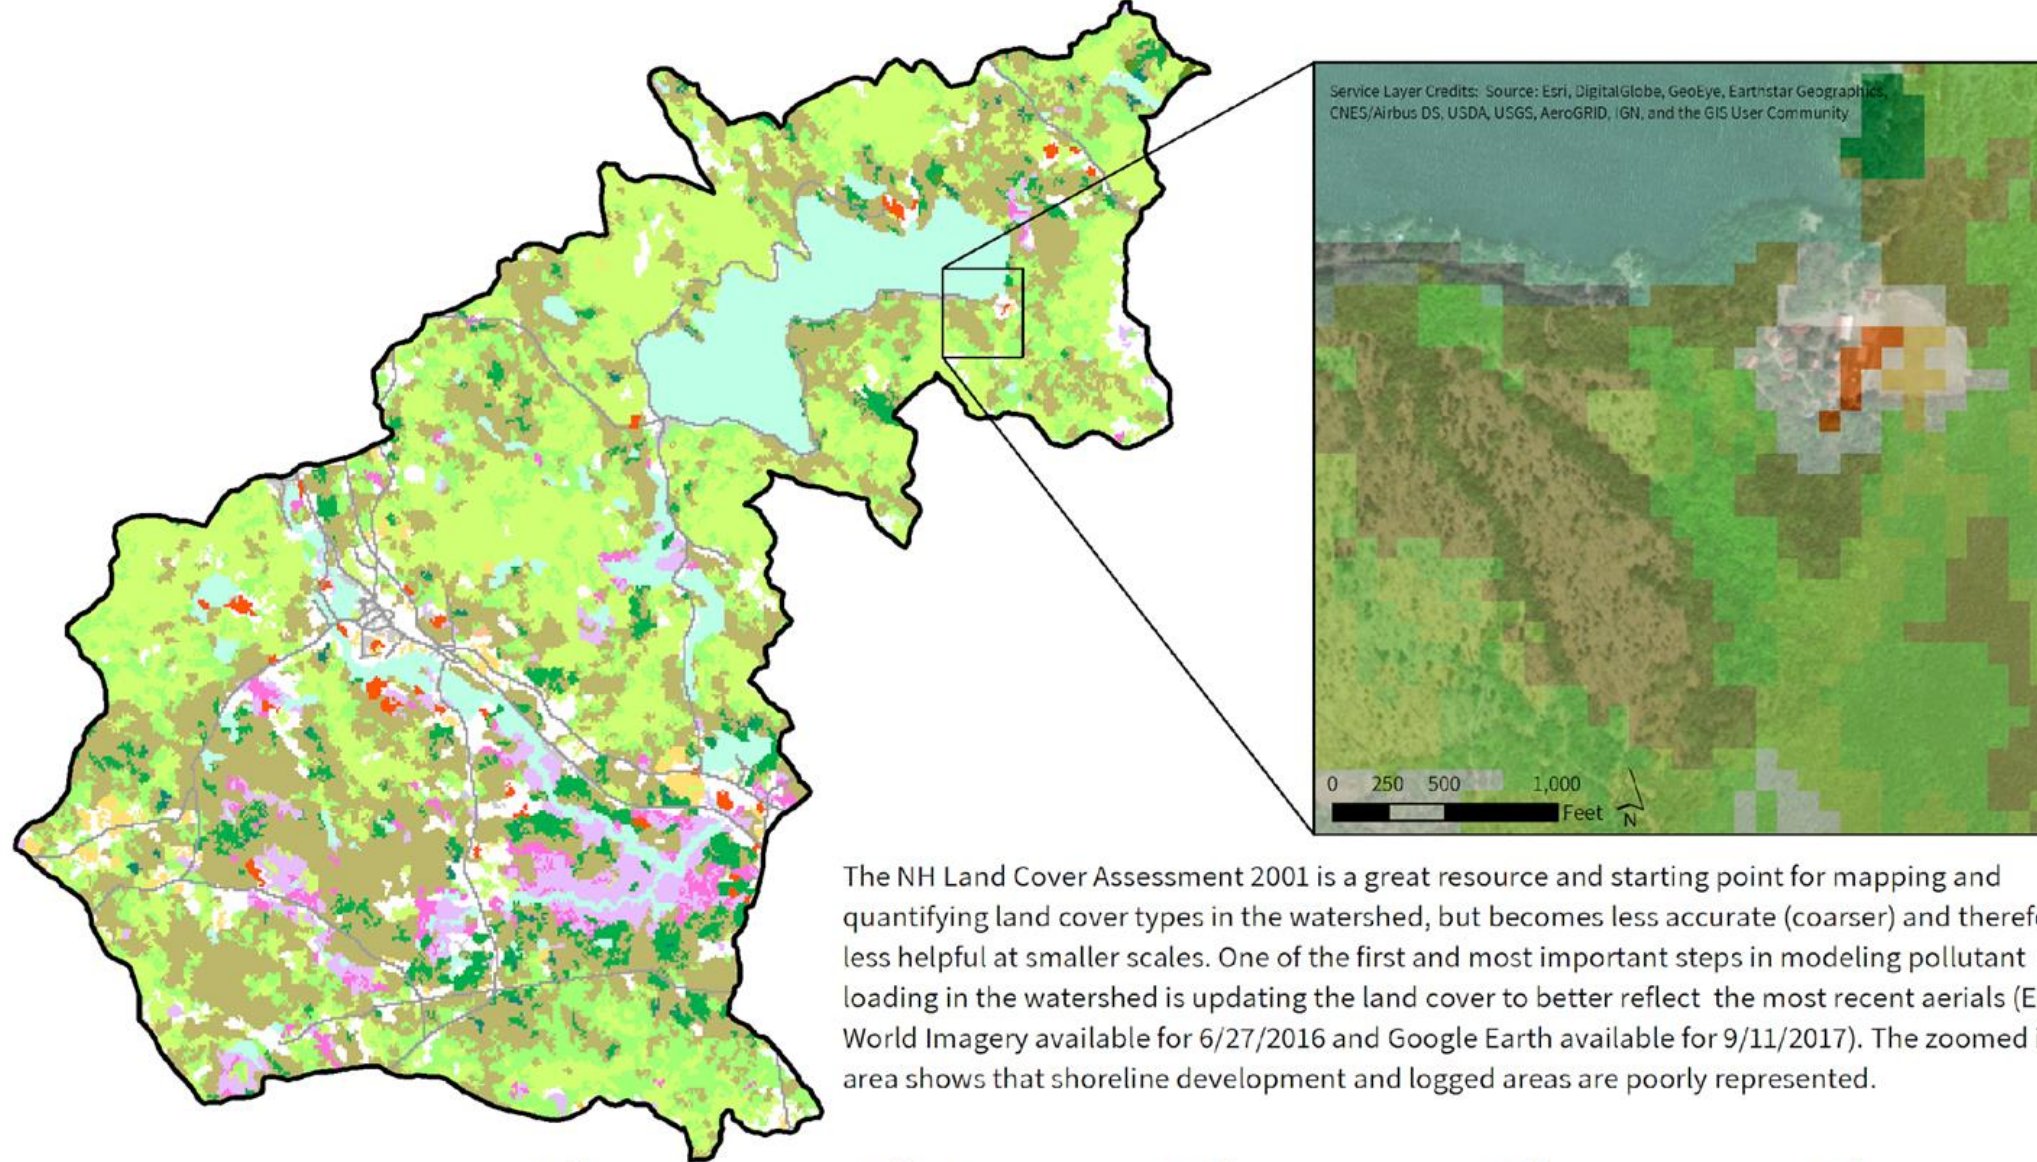 Service Layer Credits: Source: Esri, DigitalGlobe, GeoEye, Earthstar Geographics,
CNES/Airbus DS, USDA, USGS, AeroGRID, IGN, and the GIS User Community
0 250 500 1,000
Feet N
The NH Land Cover Assessment 2001 is a great resource and starting point for mapping and
quantifying land cover types in the watershed, but becomes less accurate (coarser) and
less helpful at smaller scales. One of the first and most important steps in modeling pollutant
loading in the watershed is updating the land cover to better reflect the most recent aerials
World Imagery available for 6/27/2016 and Google Earth available for 9/11/2017). The zoomed
area shows that shoreline development and logged areas are poorly represented.